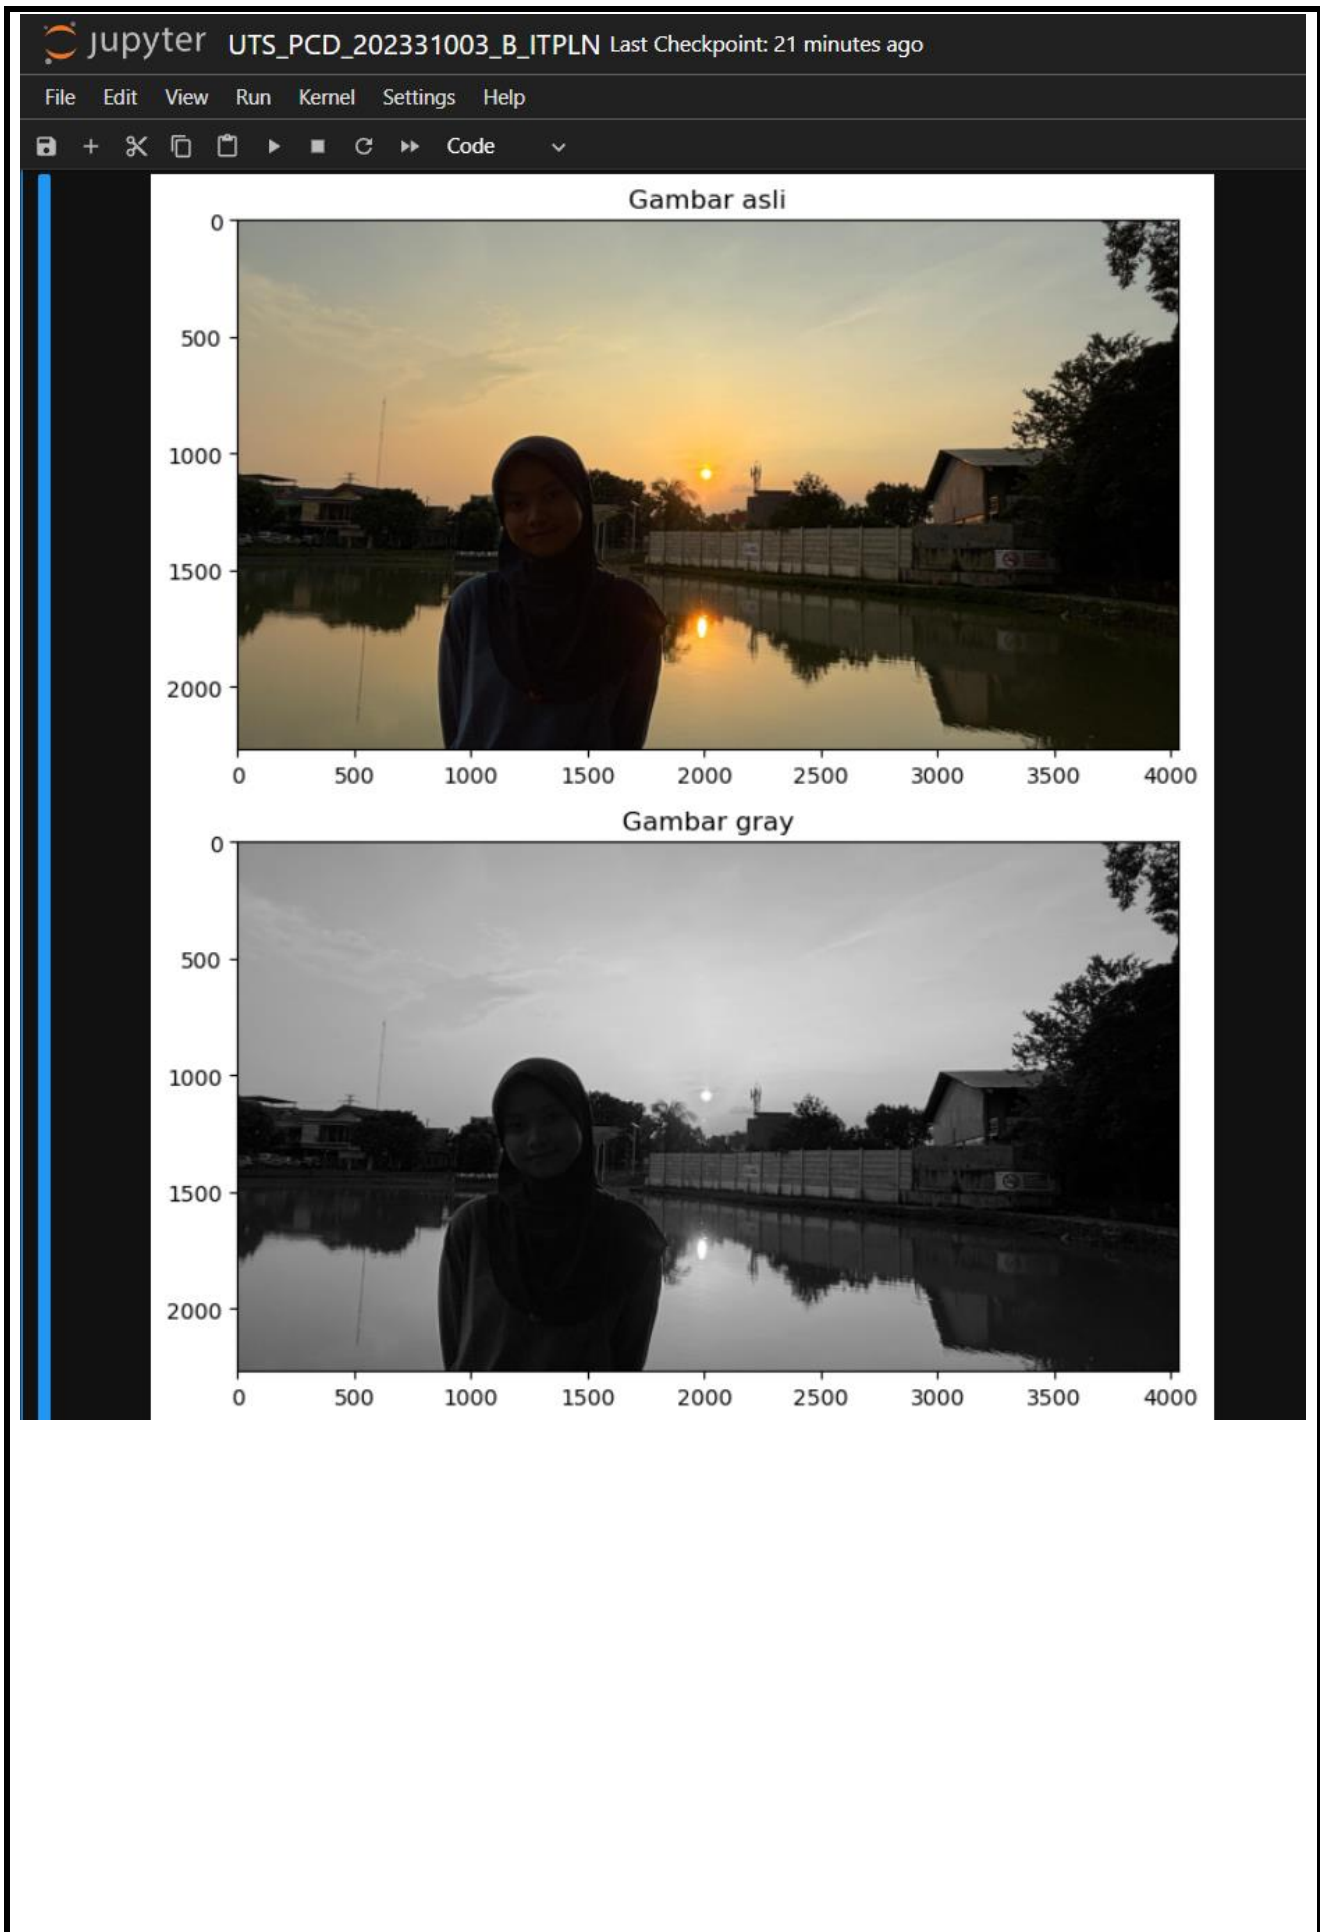 jupyter UTS_PCD_202331003_B_ITPLN Last Checkpoint: 21 minutes ago
File Edit View Run Kernel Settings Help
Code
Gambar asli
0
500
1000
1500
2000
0 500 1000 1500 2000 2500 3000 3500 4000
Gambar gray
0
500
1000
1500
2000
0 500 1000 1500 2000 2500 3000 3500 4000